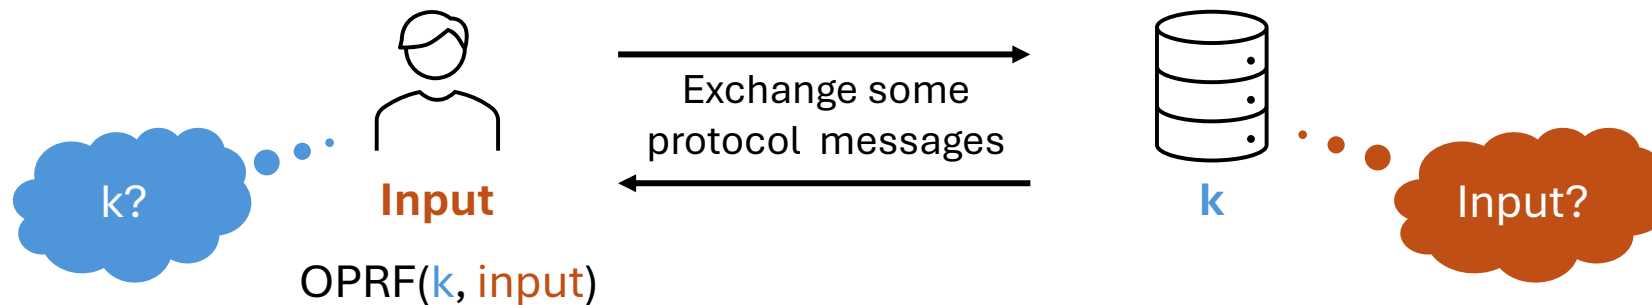 Exchange some
protocol messages
k?
Input
k
Input?
OPRF(k, input)